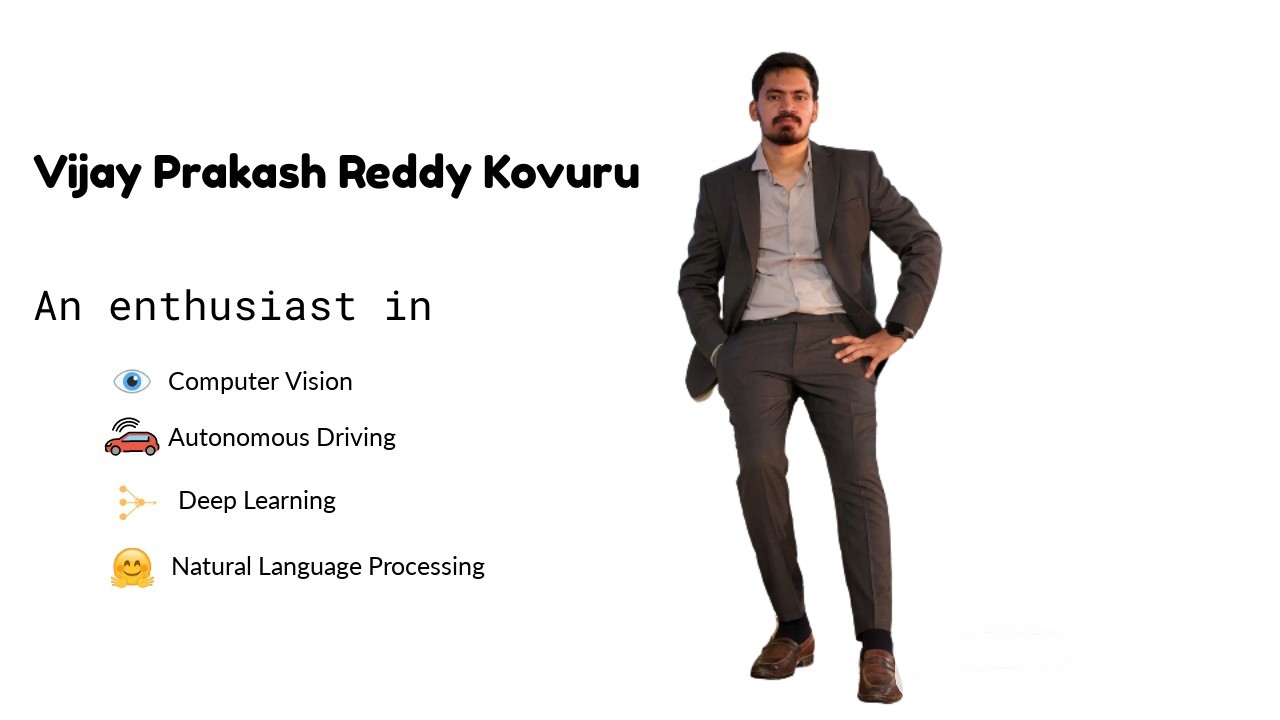 Vijay Prakash Reddy Kovuru
An enthusiast in
Computer Vision
Autonomous Driving
Deep Learning
Natural Language Processing